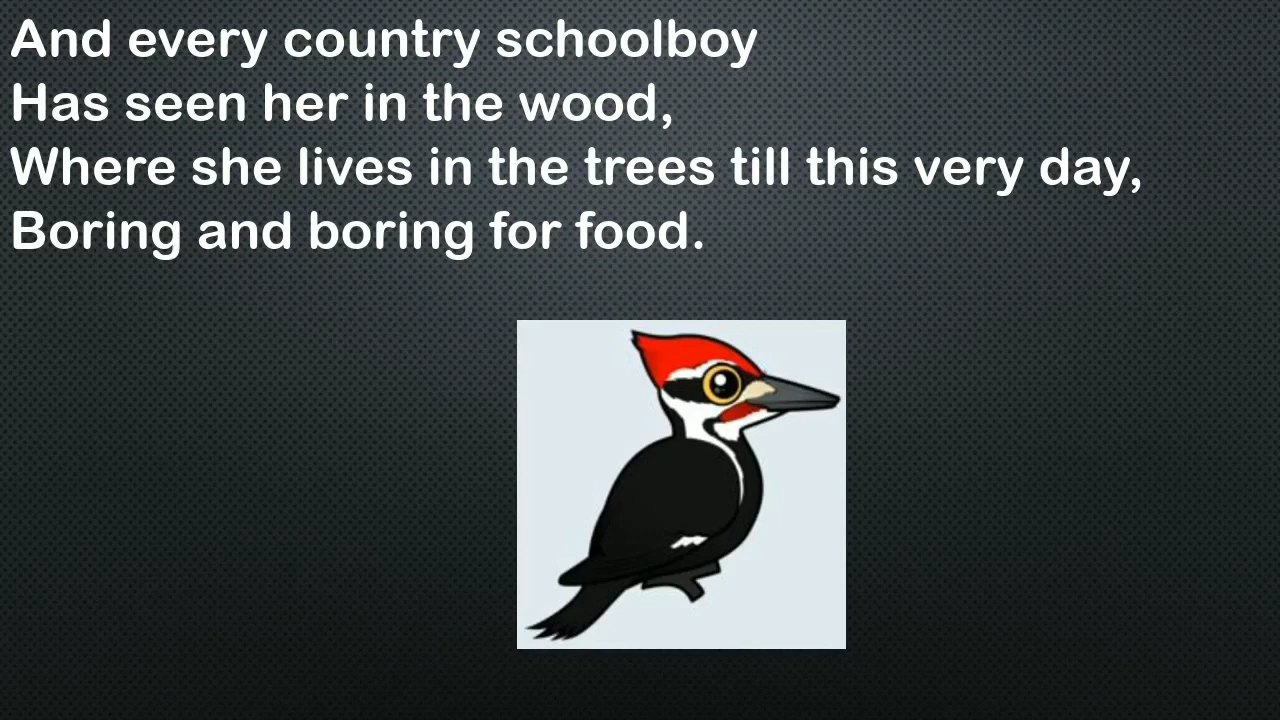 And every country schoolboy
Has seen her in the wood,
Where she lives in the trees till this very day,
Boring and boring for food.